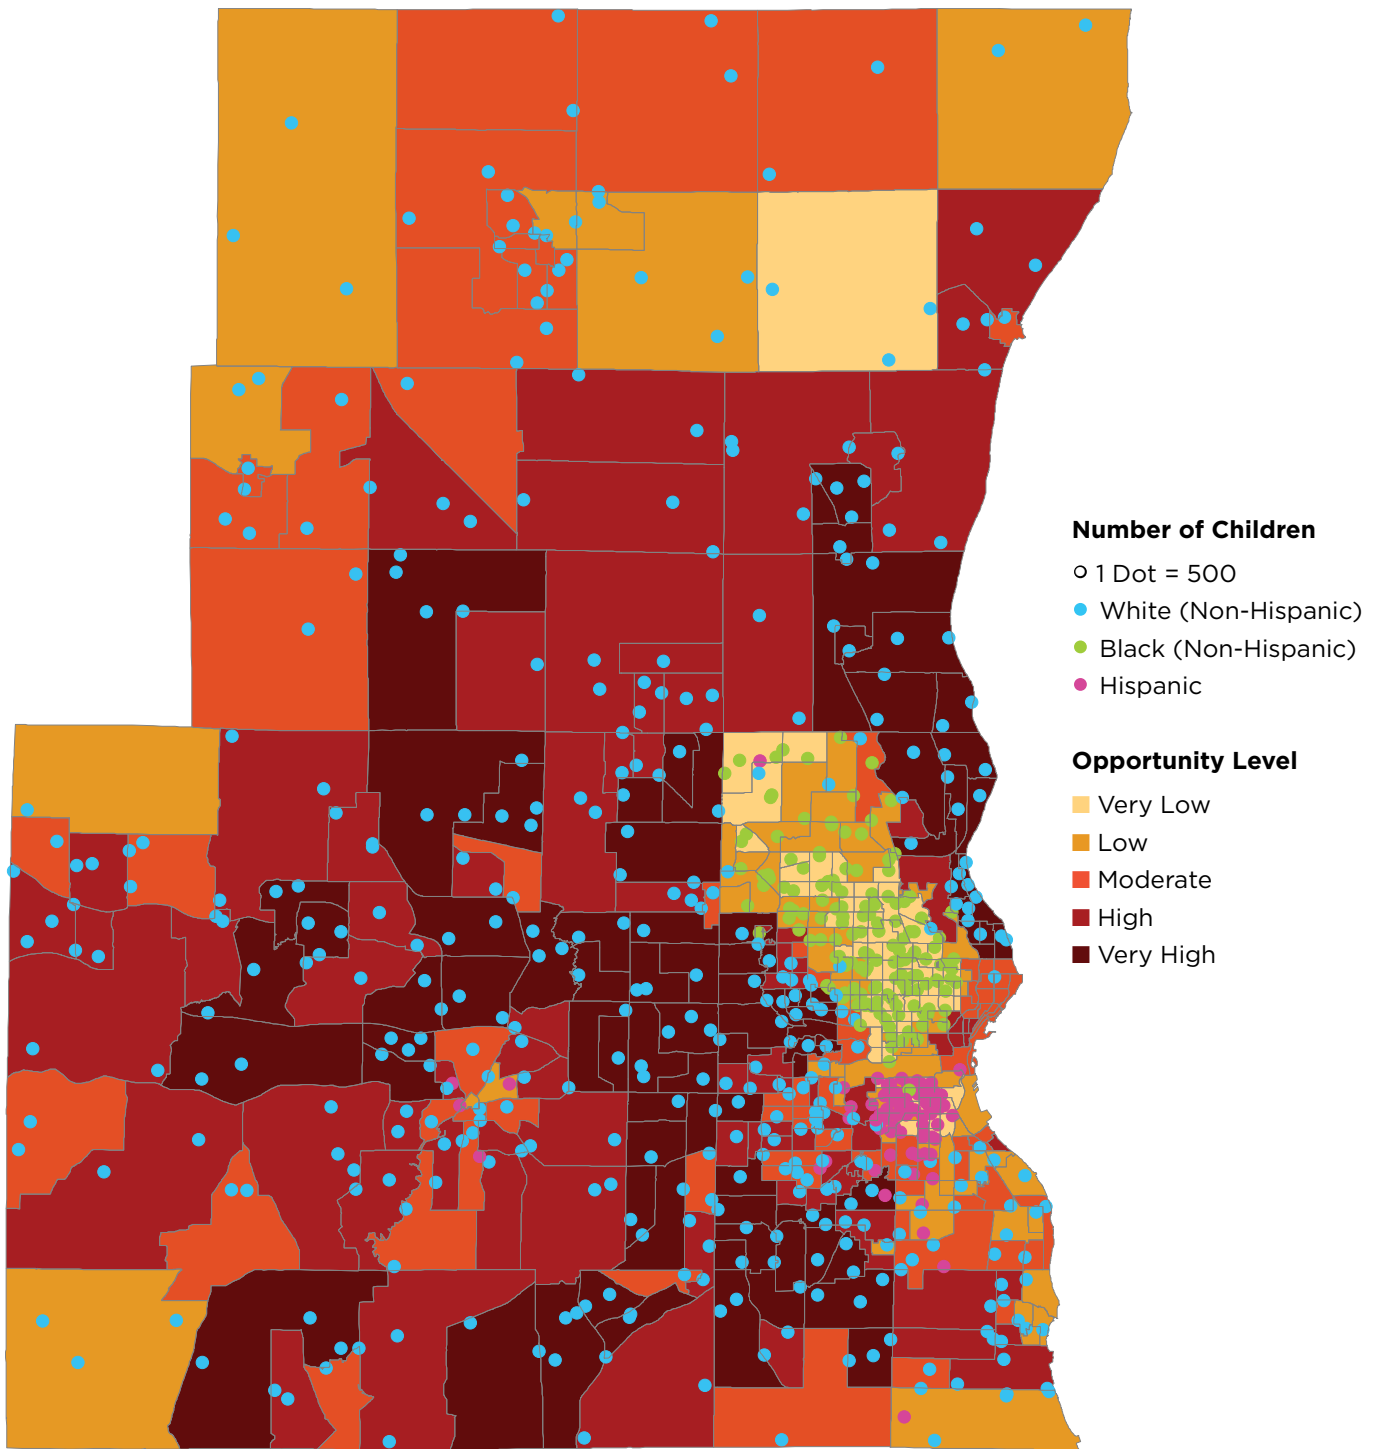 Number of Children
1 Dot = 500
White (Non-Hispanic)
Black (Non-Hispanic)
Hispanic
Opportunity Level
Very Low
Low
Moderate
High
Very High